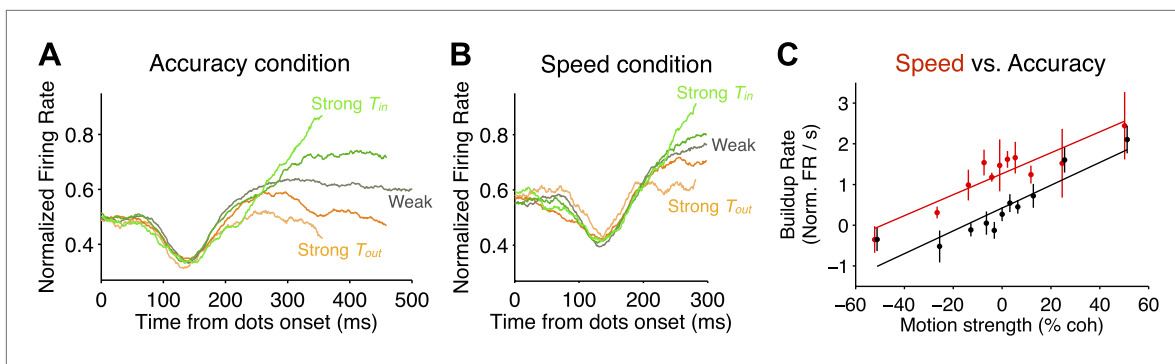 A
Accuracy condition
Normalized Firing Rate
0.8
0.6
0.4
Strong Tin
Weak
Strong Tout
0 100 200 300 400 500
Time from dots onset (ms)
B
Speed condition
Normalized Firing Rate
0.8
0.6
0.4
Strong Tin
Weak
Strong Tout
0 100 200 300
Time from dots onset (ms)
C
Speed vs. Accuracy
Buildup Rate
(Norm. FR / s)
3
2
1
0
−1
−60 −40 −20 0 20 40 60
Motion strength (% coh)